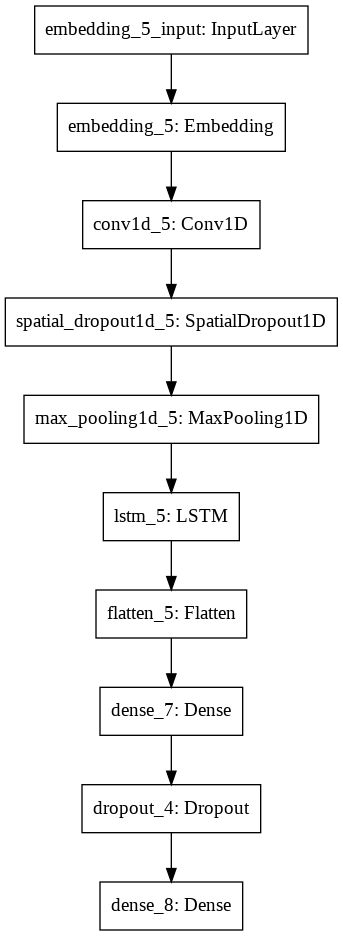 embedding_5_input: InputLayer
embedding_5: Embedding
conv1d_5: Conv1D
spatial_dropout1d_5: SpatialDropout1D
max_pooling1d_5: MaxPooling1D
lstm_5: LSTM
flatten_5: Flatten
dense_7: Dense
dropout_4: Dropout
dense_8: Dense